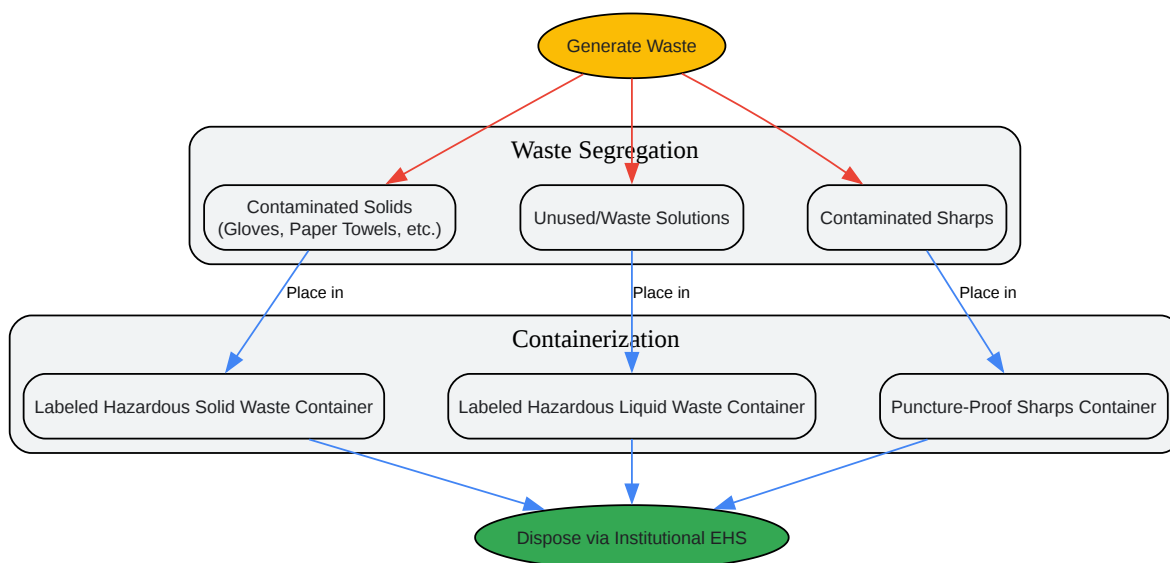 Generate Waste
Waste Segregation
Contaminated Solids
(Gloves, Paper Towels, etc.)
Unused/Waste Solutions
Contaminated Sharps
Place in
Place in
Place in
Containerization
Labeled Hazardous Solid Waste Container
Labeled Hazardous Liquid Waste Container
Puncture-Proof Sharps Container
Dispose via Institutional EHS